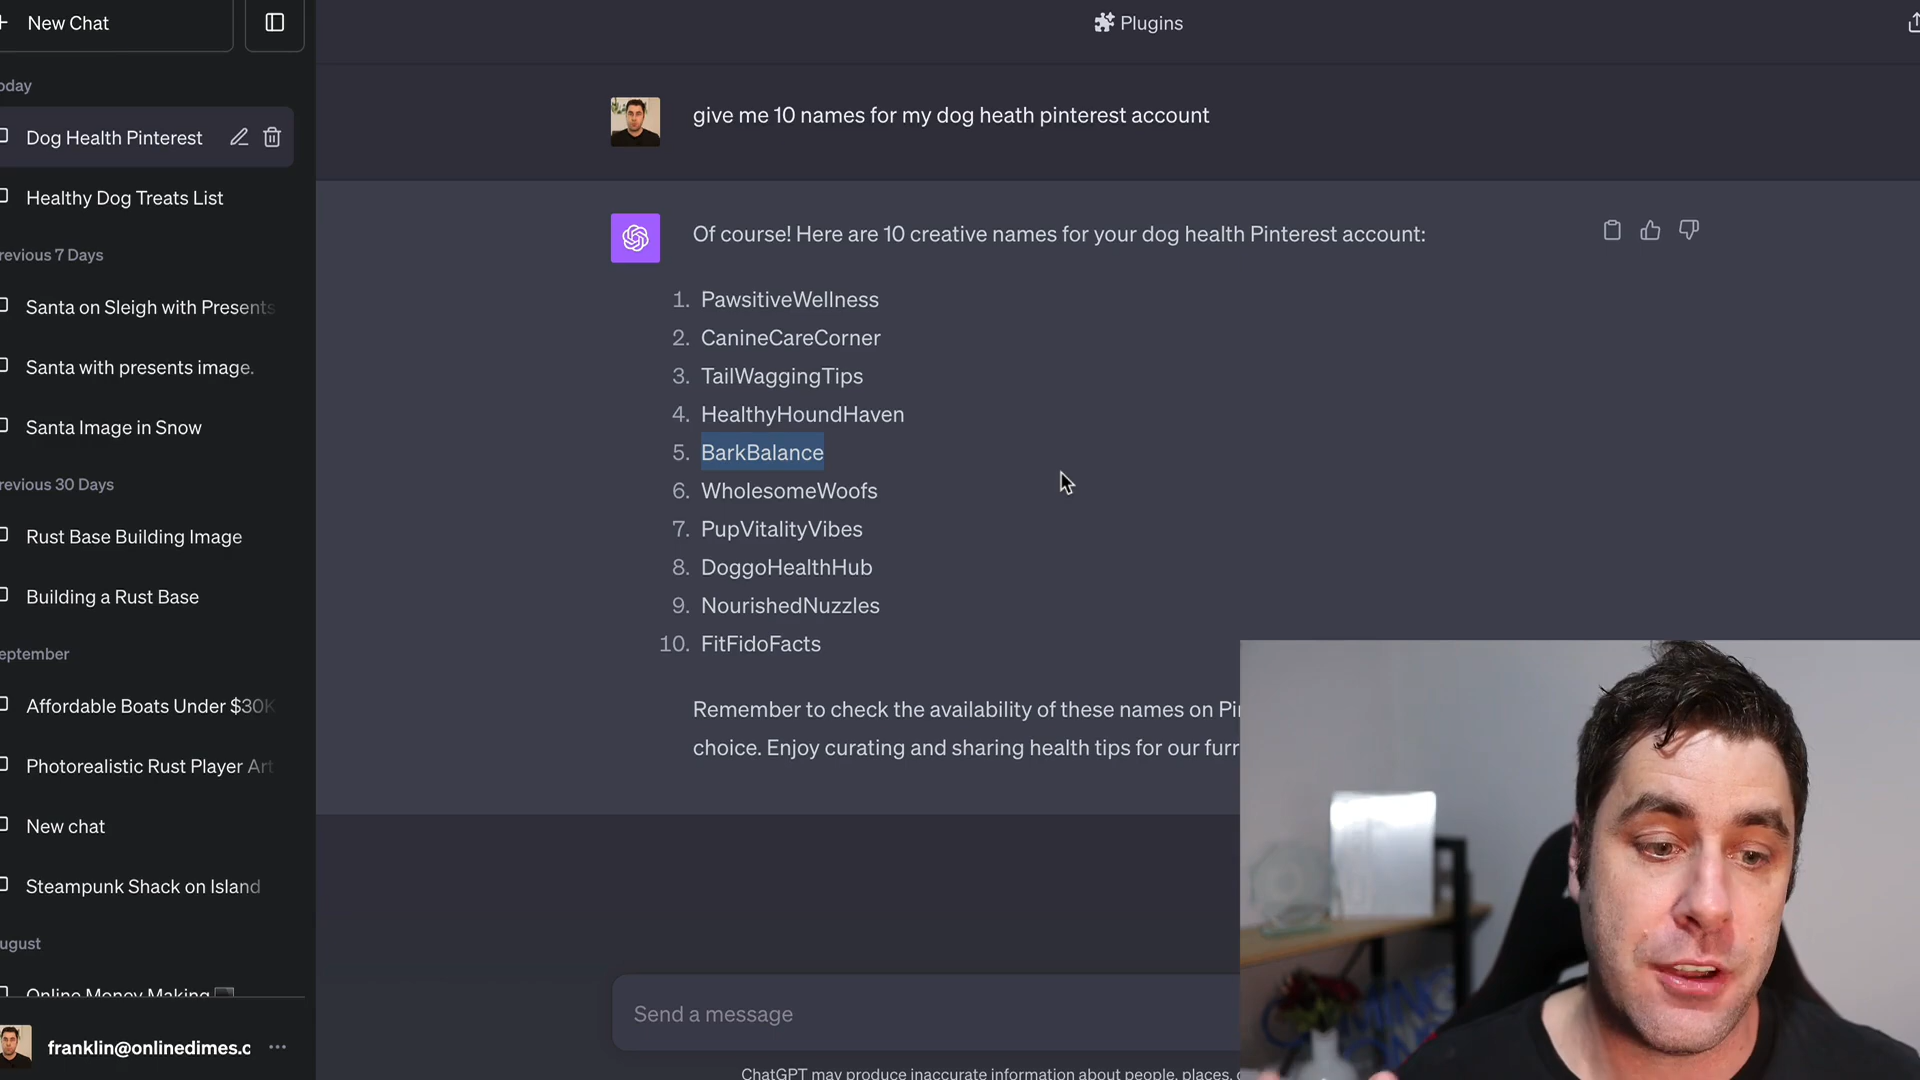 New Chat
Plugins
oday
Dog Health Pinterest
Healthy Dog Treats List
revious 7 Days
Santa on Sleigh with Presents
Santa with presents image.
Santa Image in Snow
revious 30 Days
Rust Base Building Image
Building a Rust Base
eptember
Affordable Boats Under $30K
Photorealistic Rust Player Art
New chat
Steampunk Shack on Island
ugust
Online Money Making
franklin@onlinedimes.c
give me 10 names for my dog heath pinterest account
Of course! Here are 10 creative names for your dog health Pinterest account:
1. PawsitiveWellness
2. CanineCareCorner
3. TailWaggingTips
4. HealthyHoundHaven
5. BarkBalance
6. WholesomeWoofs
7. PupVitalityVibes
8. DoggoHealthHub
9. NourishedNuzzles
10. FitFidoFacts
Remember to check the availability of these names on Pi
choice. Enjoy curating and sharing health tips for our furr
Send a message
ChatGPT may produce inaccurate information about people, places,